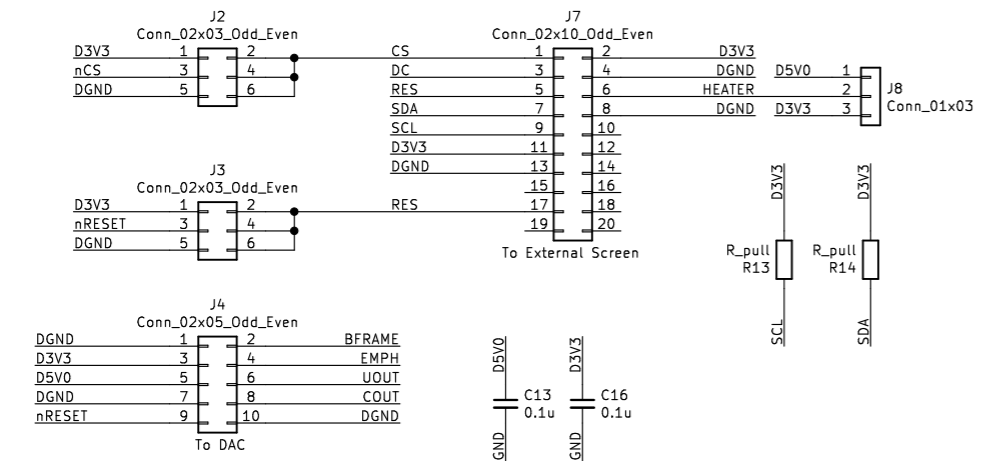 J2
Conn_02x03_Odd_Even
D3V3 1 2
nCS 3 4
DGND 5 6
J7
Conn_02x10_Odd_Even
CS 1 2 D3V3
DC 3 4 DGND
RES 5 6 HEATER
SDA 7 8 DGND
SCL 9 10
D3V3 11 12
DGND 13 14
15 16
RES 17 18
19 20
To External Screen
D5V0 1
2
D3V3 3
J8
Conn_01x03
J3
Conn_02x03_Odd_Even
D3V3 1 2
nRESET 3 4
DGND 5 6
D3V3
R_pull
R13
SCL
D3V3
R_pull
R14
SDA
J4
Conn_02x05_Odd_Even
DGND 1 2 BFRAME
D3V3 3 4 EMPH
D5V0 5 6 UOUT
DGND 7 8 COUT
nRESET 9 10 DGND
To DAC
D5V0
C13
0.1u
GND
D3V3
C16
0.1u
GND